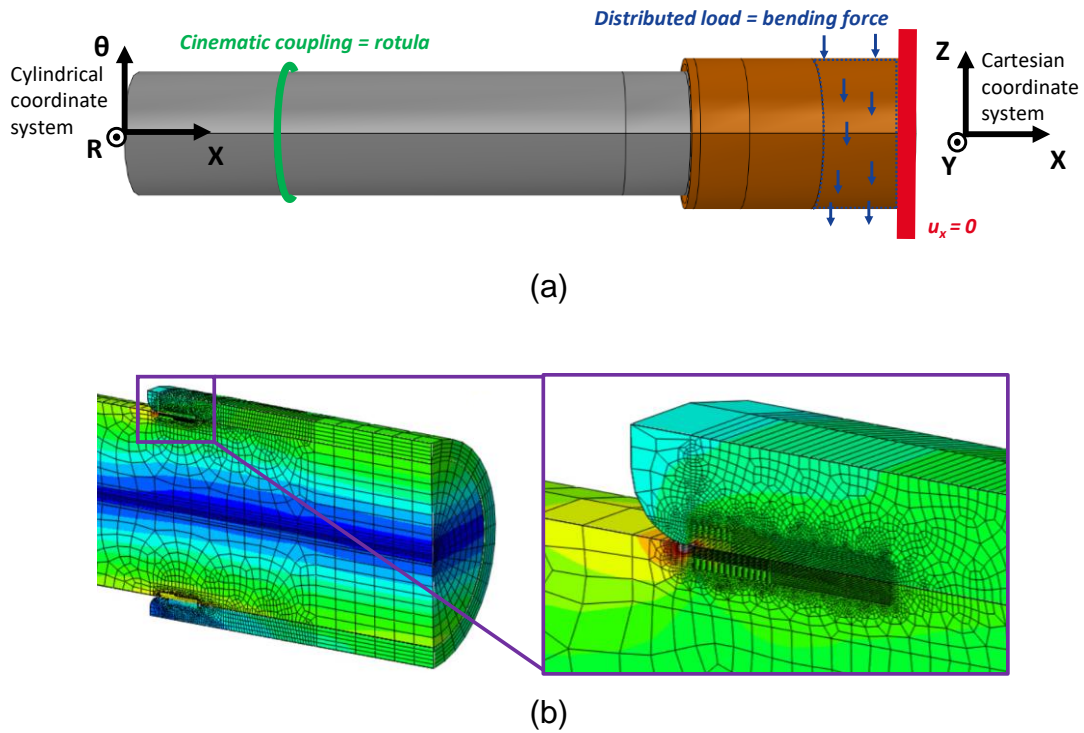 Distributed load = bending force
Cinematic coupling = rotula
θ
Z
Cylindrical
coordinate
system
Cartesian
coordinate
system
R
X
Y
X
u_x = 0
(a)
(b)